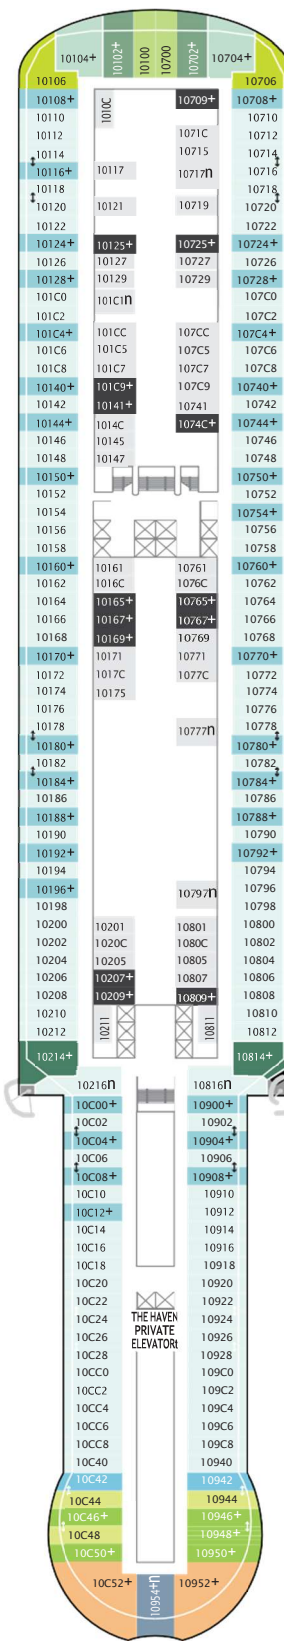 10104+ 10102+ 10100 10700 10702+ 10704+
10106 10706
10108+ 1010C 10709+ 10708+
10110 10710
10112 1071C 10712
10114 10715 10714
10116+ 10117 10717n 10716
10118 10718
10120 10121 10719 10720
10122 10722
10124+ 10125+ 10725+ 10724+
10126 10127 10727 10726
10128+ 10129 10729 10728+
101C0 101C1n 107C0
101C2 107C2
101C4+ 101CC 107CC 107C4+
101C6 101C5 107C5 107C6
101C8 101C7 107C7 107C8
10140+ 101C9+ 107C9 10740+
10142 10141+ 10741 10742
10144+ 1014C 1074C+ 10744+
10146 10145 10746
10148 10147 10748
10150+ 10750+
10152 10752
10154 10754+
10156 10756
10158 10758
10160+ 10161 10761 10760+
10162 1016C 1076C 10762
10164 10165+ 10765+ 10764
10166 10167+ 10767+ 10766
10168 10169+ 10769 10768
10170+ 10171 10771 10770+
10172 1017C 1077C 10772
10174 10175 10774
10176 10776
10178 10777n 10778
10180+ 10780+
10182 10782
10184+ 10784+
10186 10786
10188+ 10788+
10190 10790
10192+ 10792+
10194 10794
10196+ 10797n 10796
10198 10798
10200 10201 10801 10800
10202 1020C 1080C 10802
10204 10205 10805 10804
10206 10207+ 10807 10806
10208 10209+ 10809+ 10808
10210 10211 10811 10810
10212 10812
10214+ 10814+
10216n 10816n
10C00+ 10900+
10C02 10902
10C04+ 10904+
10C06 10906
10C08+ 10908+
10C10 10910
10C12+ 10912
10C14 10914
10C16 10916
10C18 10918
10C20 10920
10C22 10922
10C24 THE HAVEN 10924
10C26 PRIVATE 10926
10C28 ELEVATORt 10928
10CC0 109C0
10CC2 109C2
10CC4 109C4
10CC6 109C6
10CC8 109C8
10C40 10940
10C42 10942
10C44 10944
10C46+ 10946+
10C48 10948+
10C50+ 10950+
10C52+ 10954+n 10952+